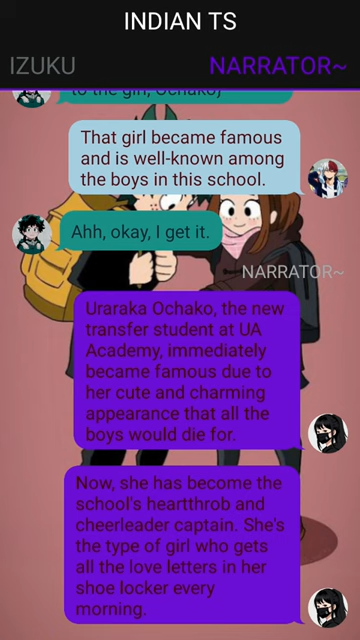 INDIAN TS
IZUKU
NARRATOR~
to the girl, Ochako)
That girl became famous
and is well-known among
the boys in this school.
Ahh, okay, I get it.
NARRATOR~
Uraraka Ochako, the new
transfer student at UA
Academy, immediately
became famous due to
her cute and charming
appearance that all the
boys would die for.
Now, she has become the
school's heartthrob and
cheerleader captain. She's
the type of girl who gets
all the love letters in her
shoe locker every
morning.